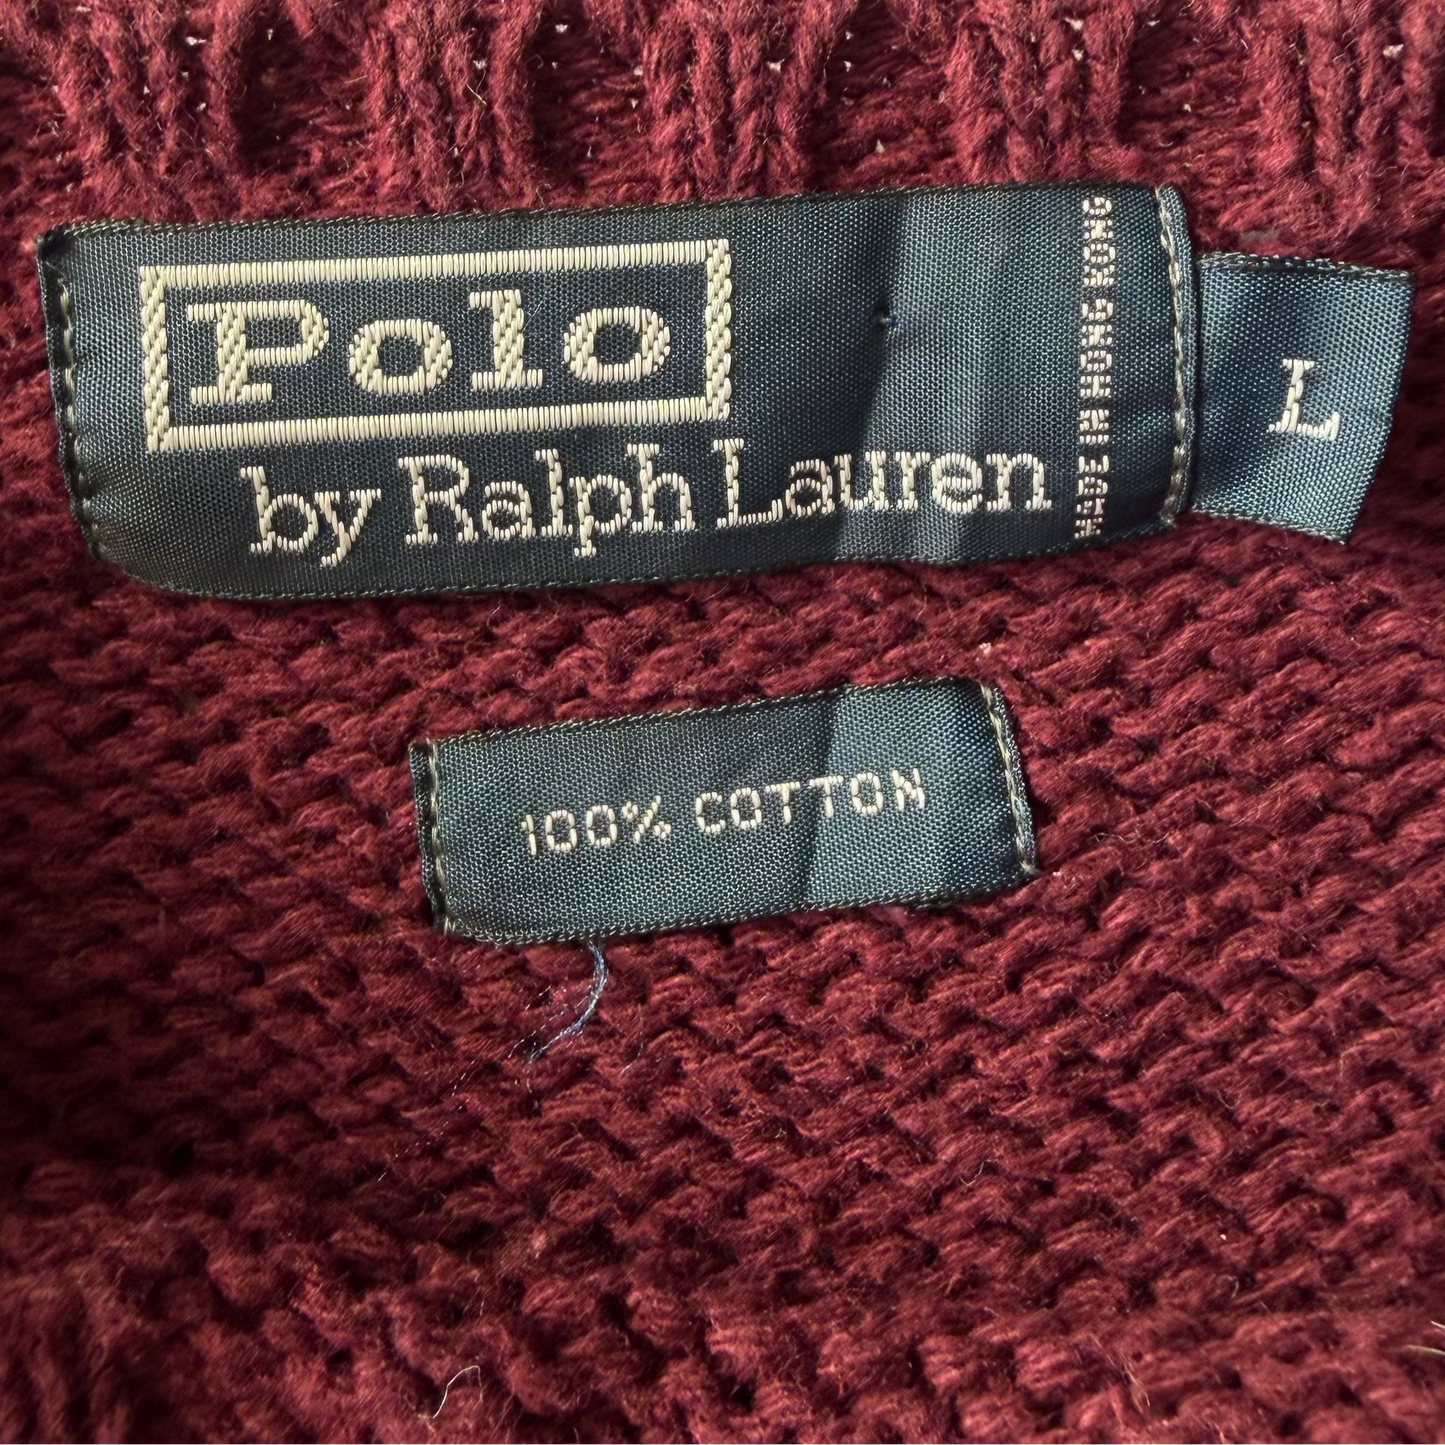 Polo
by Ralph Lauren
MADE IN HONG KONG
L
100% COTTON